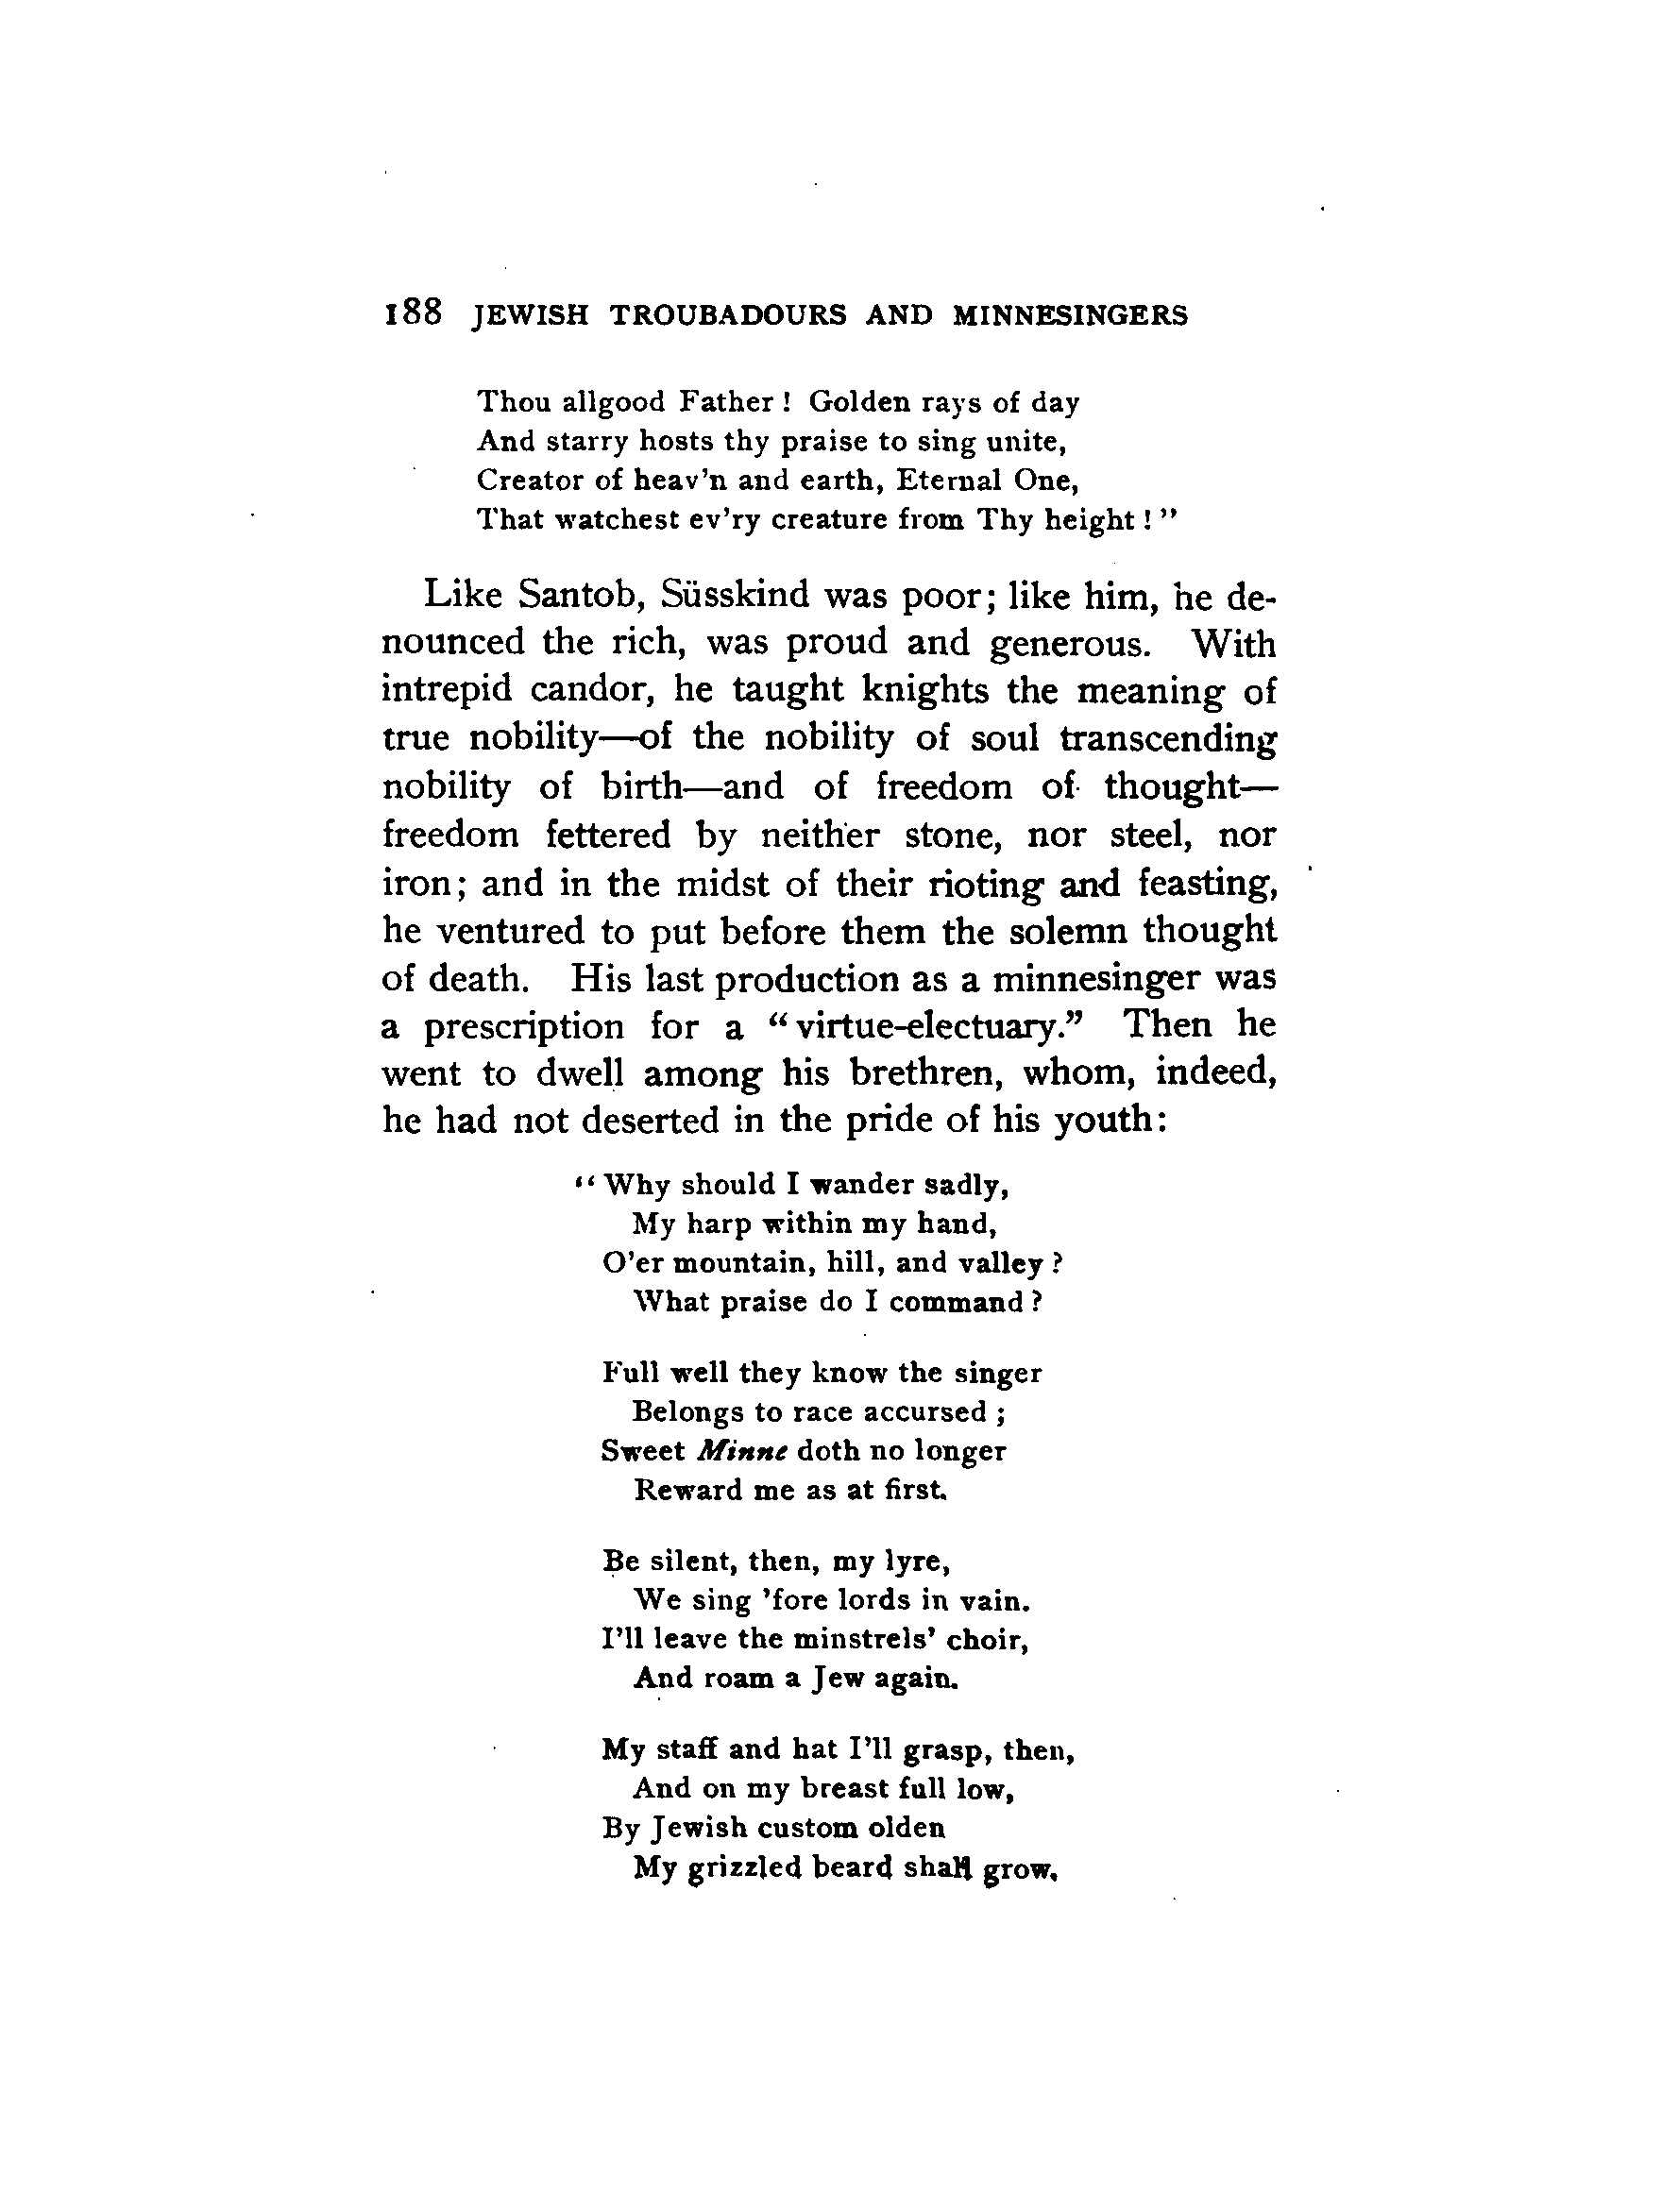 188 JEWISH TROUBADOURS AND MINNESINGERS
Thou allgood Father! Golden rays of day
And starry hosts thy praise to sing unite,
Creator of heav'n and earth, Eternal One,
That watchest ev'ry creature from Thy height!"
Like Santob, Süsskind was poor; like him, he de-
nounced the rich, was proud and generous. With
intrepid candor, he taught knights the meaning of
true nobility—of the nobility of soul transcending
nobility of birth—and of freedom of thought—
freedom fettered by neither stone, nor steel, nor
iron; and in the midst of their rioting and feasting,
he ventured to put before them the solemn thought
of death. His last production as a minnesinger was
a prescription for a "virtue-electuary." Then he
went to dwell among his brethren, whom, indeed,
he had not deserted in the pride of his youth:
"Why should I wander sadly,
My harp within my hand,
O'er mountain, hill, and valley?
What praise do I command?
Full well they know the singer
Belongs to race accursed;
Sweet Minne doth no longer
Reward me as at first.
Be silent, then, my lyre,
We sing 'fore lords in vain.
I'll leave the minstrels' choir,
And roam a Jew again.
My staff and hat I'll grasp, then,
And on my breast full low,
By Jewish custom olden
My grizzled beard shall grow.